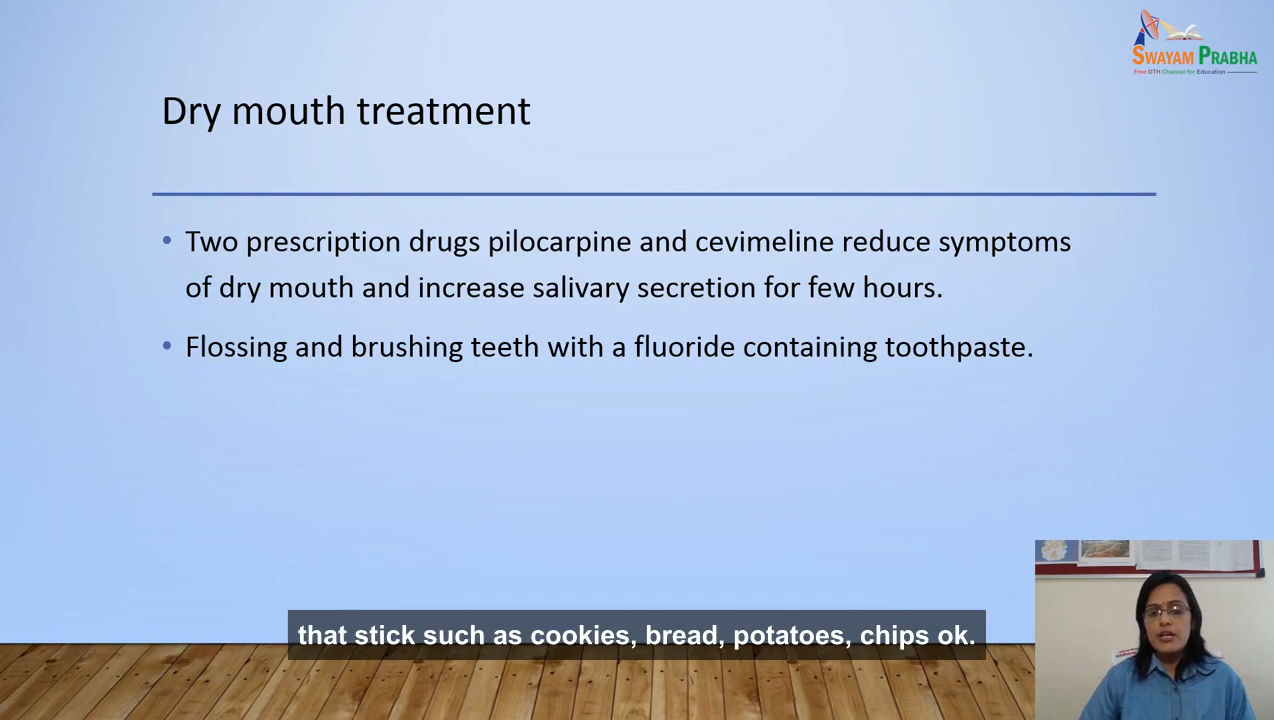 SWAYAM PRABHA
Free DTH Channel for Education
Dry mouth treatment
• Two prescription drugs pilocarpine and cevimeline reduce symptoms
of dry mouth and increase salivary secretion for few hours.
• Flossing and brushing teeth with a fluoride containing toothpaste.
that stick such as cookies, bread, potatoes, chips ok.